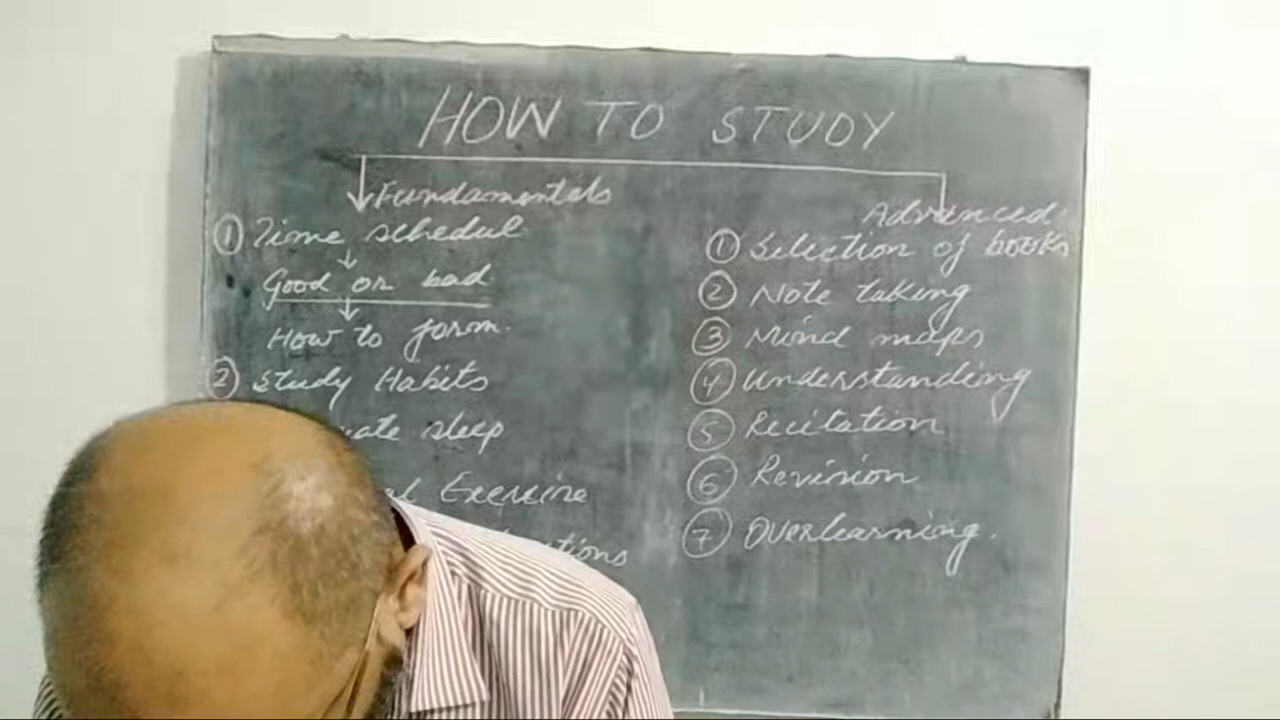 HOW TO STUDY
Fundamentals
① Time schedul
Good or bad.
How to form.
② Study Habits
sleep
Exercise
Advanced.
① Selection of books
② Note taking
③ Mind maps
④ Understanding
⑤ Recitation
⑥ Revision
⑦ Overlearning.